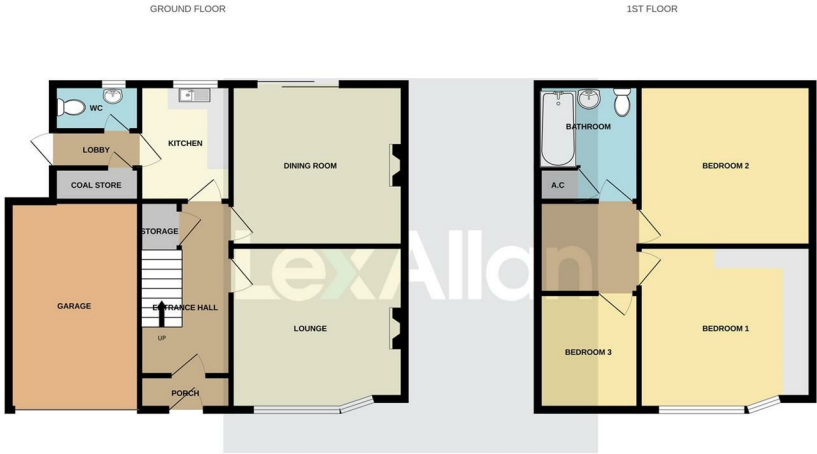 GROUND FLOOR
1ST FLOOR
WC
LOBBY
COAL STORE
KITCHEN
DINING ROOM
STORAGE
GARAGE
ENTRANCE HALL
UP
LOUNGE
PORCH
BATHROOM
A.C
BEDROOM 2
BEDROOM 1
BEDROOM 3
LexAllan